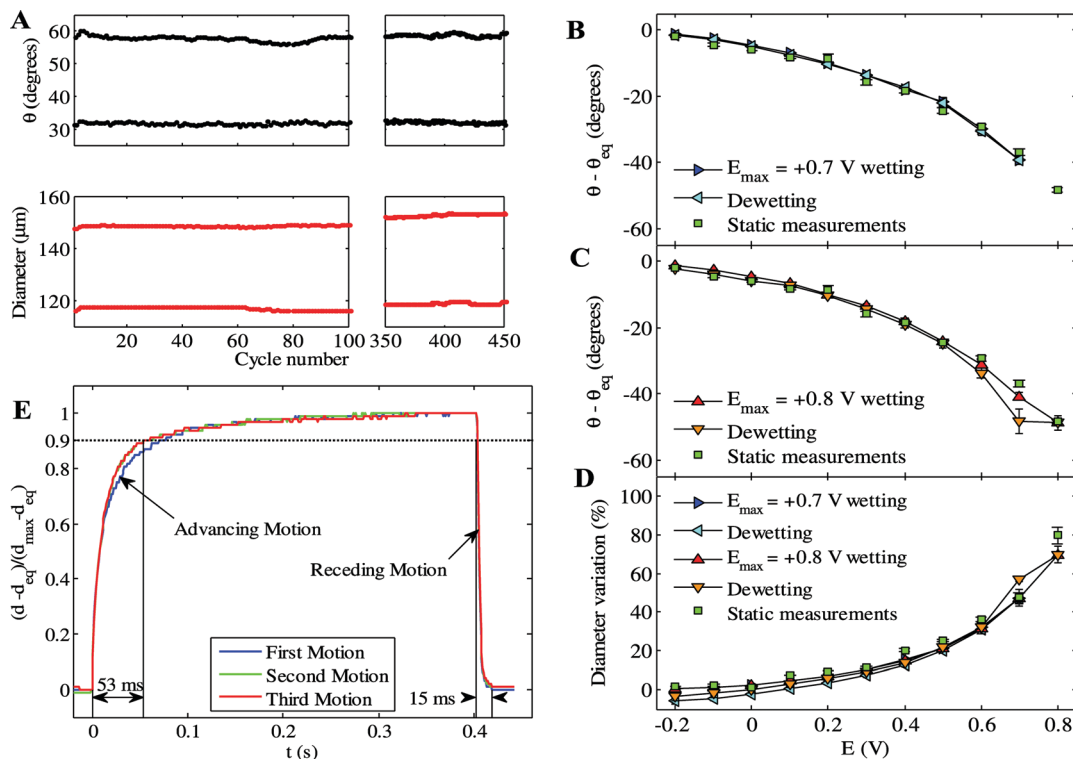 A
θ (degrees)
60
50
40
30
Diameter (μm)
160
140
120
20
40
60
80
100
350
400
450
Cycle number
B
θ - θeq (degrees)
0
-20
-40
-60
Emax = +0.7 V wetting
Dewetting
Static measurements
C
θ - θeq (degrees)
0
-20
-40
-60
Emax = +0.8 V wetting
Dewetting
Static measurements
D
Diameter variation (%)
100
80
60
40
20
0
Emax = +0.7 V wetting
Dewetting
Emax = +0.8 V wetting
Dewetting
Static measurements
-0.2
0
0.2
0.4
0.6
0.8
E (V)
E
(d -deq)/(dmax-deq)
1
0.9
0.8
0.6
0.4
0.2
0
Advancing Motion
Receding Motion
First Motion
Second Motion
Third Motion
53 ms
15 ms
0
0.1
0.2
0.3
0.4
t (s)